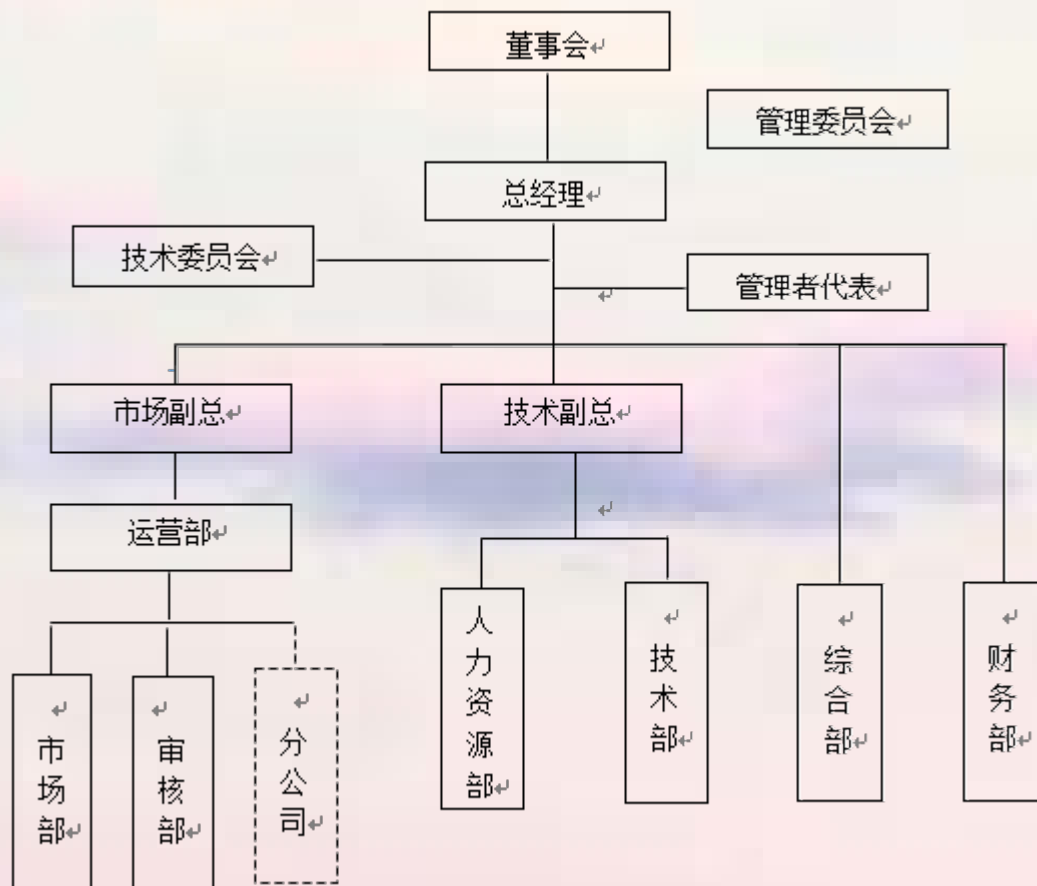 董事会
管理委员会
总经理
技术委员会
管理者代表
市场副总
技术副总
运营部
人力资源部
技术部
综合部
财务部
市场部
审核部
分公司